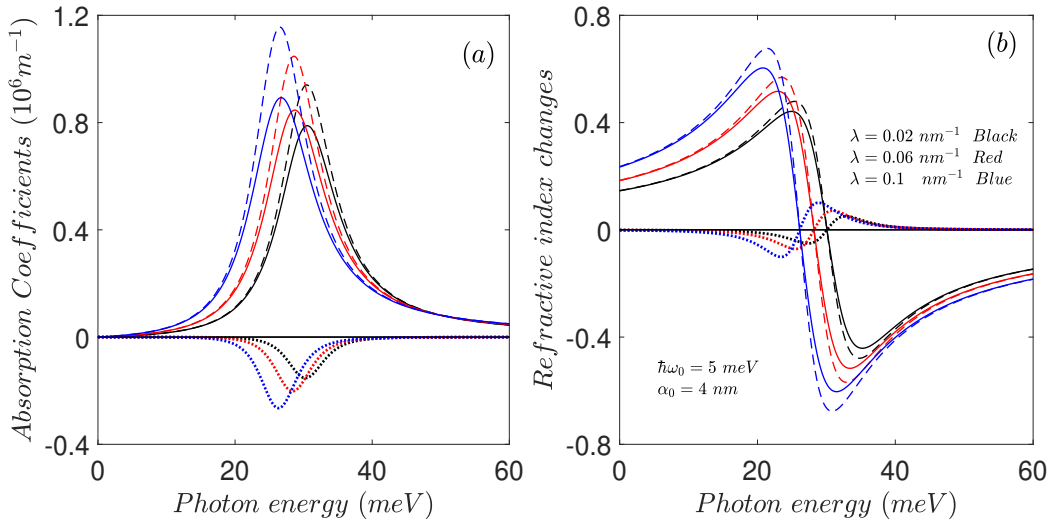 Absorption Coefficients (10⁶m⁻¹)
1.2
0.8
0.4
0
-0.4
(a)
0 20 40 60
Photon energy (meV)
Refractive index changes
0.8
0.4
0
-0.4
-0.8
(b)
λ = 0.02 nm⁻¹ Black
λ = 0.06 nm⁻¹ Red
λ = 0.1 nm⁻¹ Blue
ħω₀ = 5 meV
α₀ = 4 nm
0 20 40 60
Photon energy (meV)